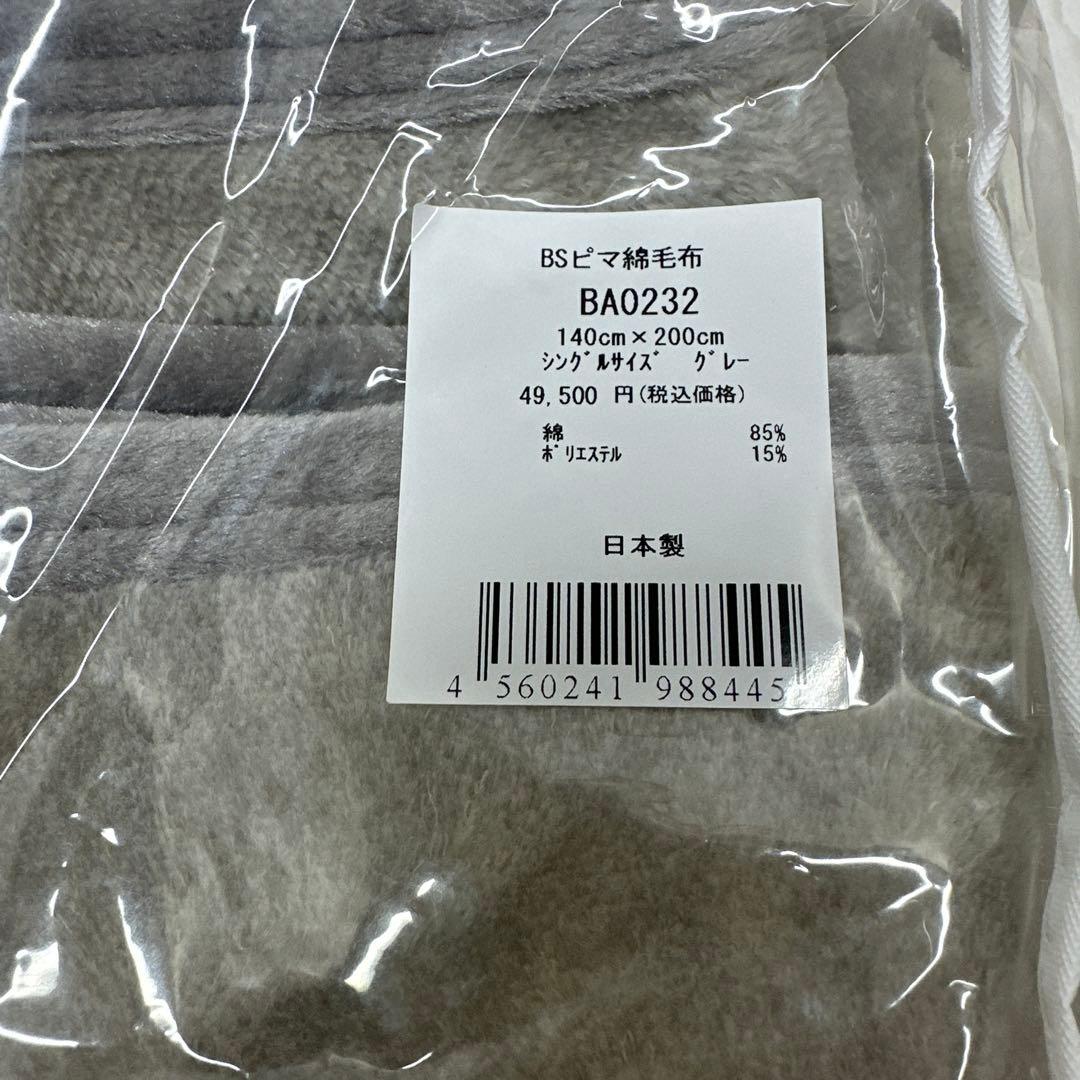 BSピマ綿毛布
BA0232
140cm×200cm
ｼﾝｸﾞﾙｻｲｽﾞ ｸﾞﾚｰ
49,500 円(税込価格)
綿 85%
ﾎﾟﾘｴｽﾃﾙ 15%
日本製
4 560241 988445